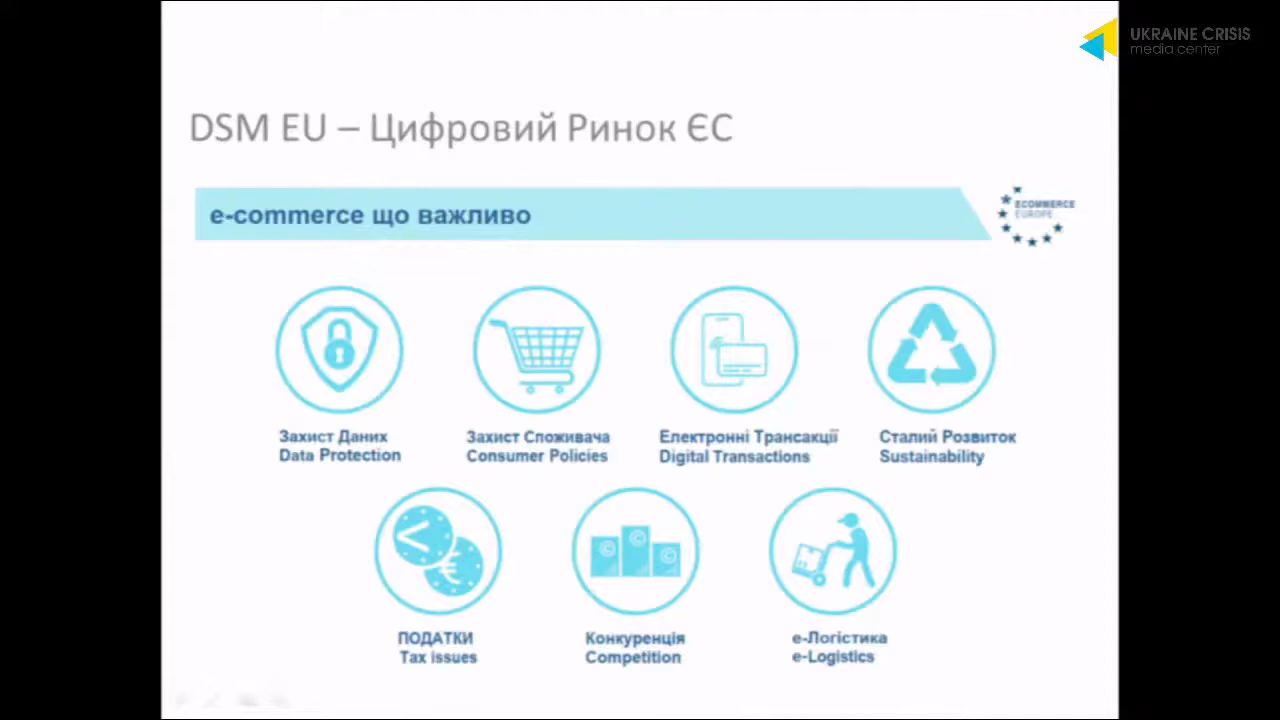 UKRAINE CRISIS
media center
DSM EU – Цифровий Ринок ЄС
e-commerce що важливо
ECOMMERCE
EUROPE
Захист Даних
Data Protection
Захист Споживача
Consumer Policies
Електронні Трансакції
Digital Transactions
Сталий Розвиток
Sustainability
ПОДАТКИ
Tax issues
Конкуренція
Competition
е-Логістика
e-Logistics